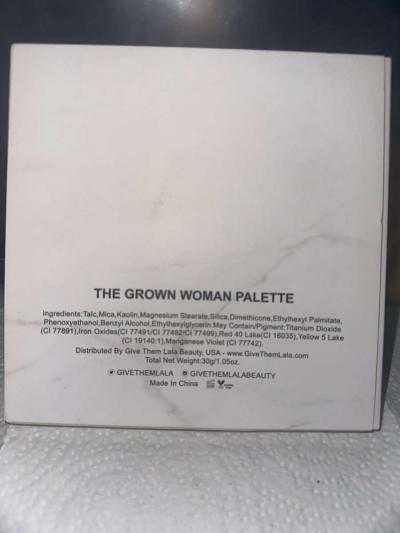 THE GROWN WOMAN PALETTE
Ingredients:Talc,Mica,Kaolin,Magnesium Stearate,Silica,Dimethicone,Ethylhexyl Palmitate,
Phenoxyethanol,Benzyl Alcohol,Ethylhexylglycerin.May Contain/Pigment:Titanium Dioxide
(CI 77891),Iron Oxides(CI 77491/CI 77492/CI 77499),Red 40 Lake(CI 16035),Yellow 5 Lake
(CI 19140:1),Manganese Violet (CI 77742).
Distributed By Give Them Lala Beauty, USA - www.GiveThemLala.com
Total Net Weight:30g/1.05oz.
GIVETHEMLALA GIVETHEMLALABEAUTY
Made In China